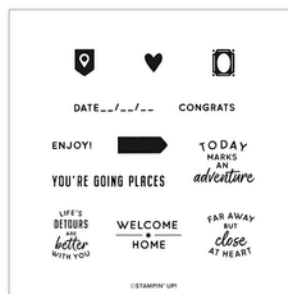 DATE__/__/__
CONGRATS
ENJOY!
TODAY
MARKS
AN
adventure
YOU'RE GOING PLACES
LIFE'S
DETOURS
ARE
better
WITH YOU
WELCOME
HOME
FAR AWAY
BUT
close
AT HEART
©STAMPIN' UP!